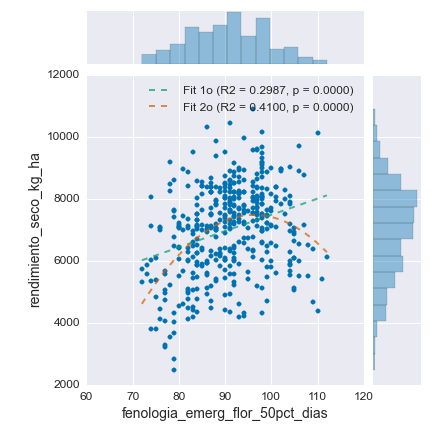 12000
10000
8000
6000
4000
2000
rendimiento_seco_kg_ha
Fit 1o (R2 = 0.2987, p = 0.0000)
Fit 2o (R2 = 0.4100, p = 0.0000)
60 70 80 90 100 110 120
fenologia_emerg_flor_50pct_dias